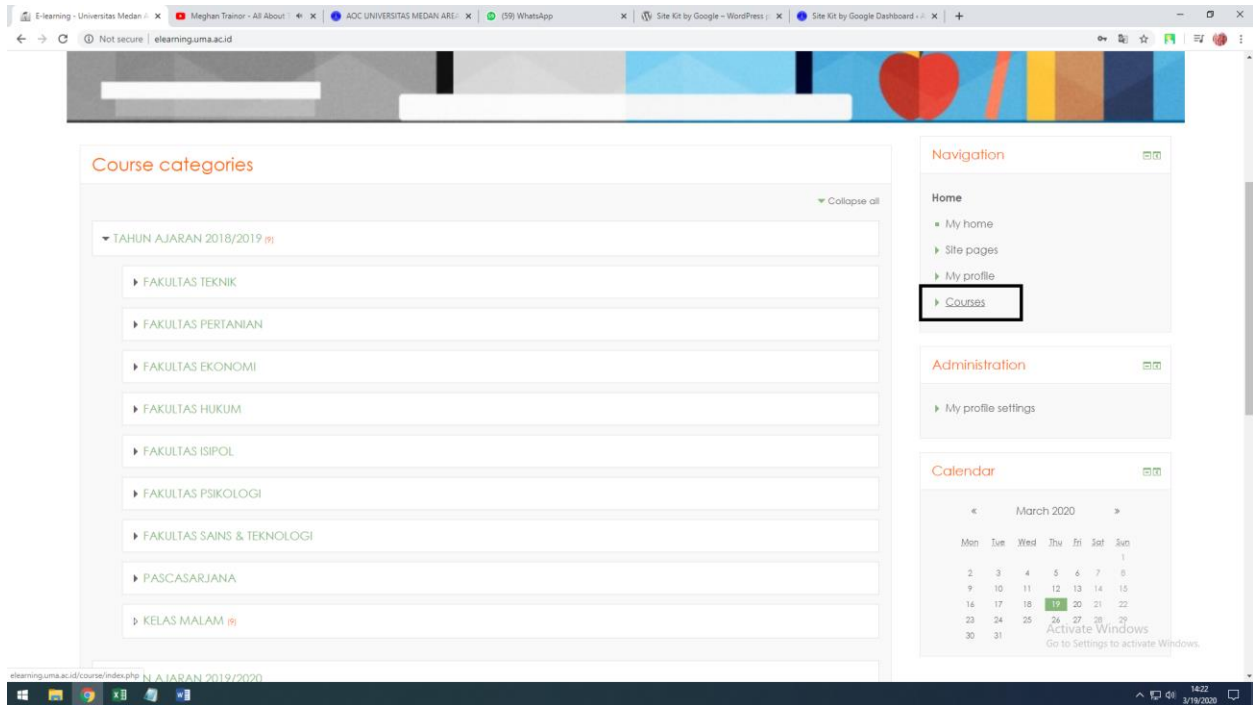 E-learning - Universitas Medan A
Meghan Trainor - All About T
AOC UNIVERSITAS MEDAN AREA
(59) WhatsApp
Site Kit by Google – WordPress p
Site Kit by Google Dashboard ‹ A
Not secure | elearning.uma.ac.id
Course categories
Collapse all
TAHUN AJARAN 2018/2019 (9)
FAKULTAS TEKNIK
FAKULTAS PERTANIAN
FAKULTAS EKONOMI
FAKULTAS HUKUM
FAKULTAS ISIPOL
FAKULTAS PSIKOLOGI
FAKULTAS SAINS & TEKNOLOGI
PASCASARJANA
KELAS MALAM (9)
N AJARAN 2019/2020
Navigation
Home
My home
Site pages
My profile
Courses
Administration
My profile settings
Calendar
« March 2020 »
Mon Tue Wed Thu Fri Sat Sun
1
2 3 4 5 6 7 8
9 10 11 12 13 14 15
16 17 18 19 20 21 22
23 24 25 26 27 28 29
30 31
Activate Windows
Go to Settings to activate Windows.
elearning.uma.ac.id/course/index.php
14:22
3/19/2020